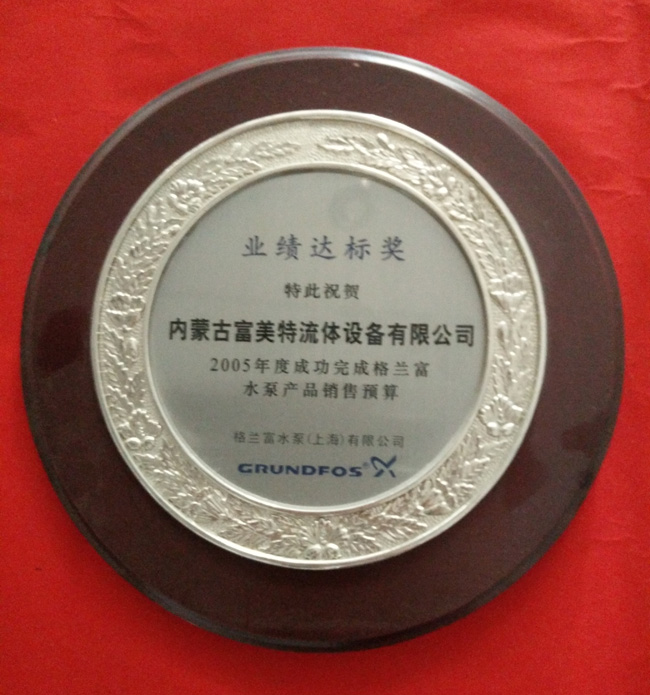 业绩达标奖
特此祝贺
内蒙古富美特流体设备有限公司
2005年度成功完成格兰富
水泵产品销售预算
格兰富水泵(上海)有限公司
GRUNDFOS®